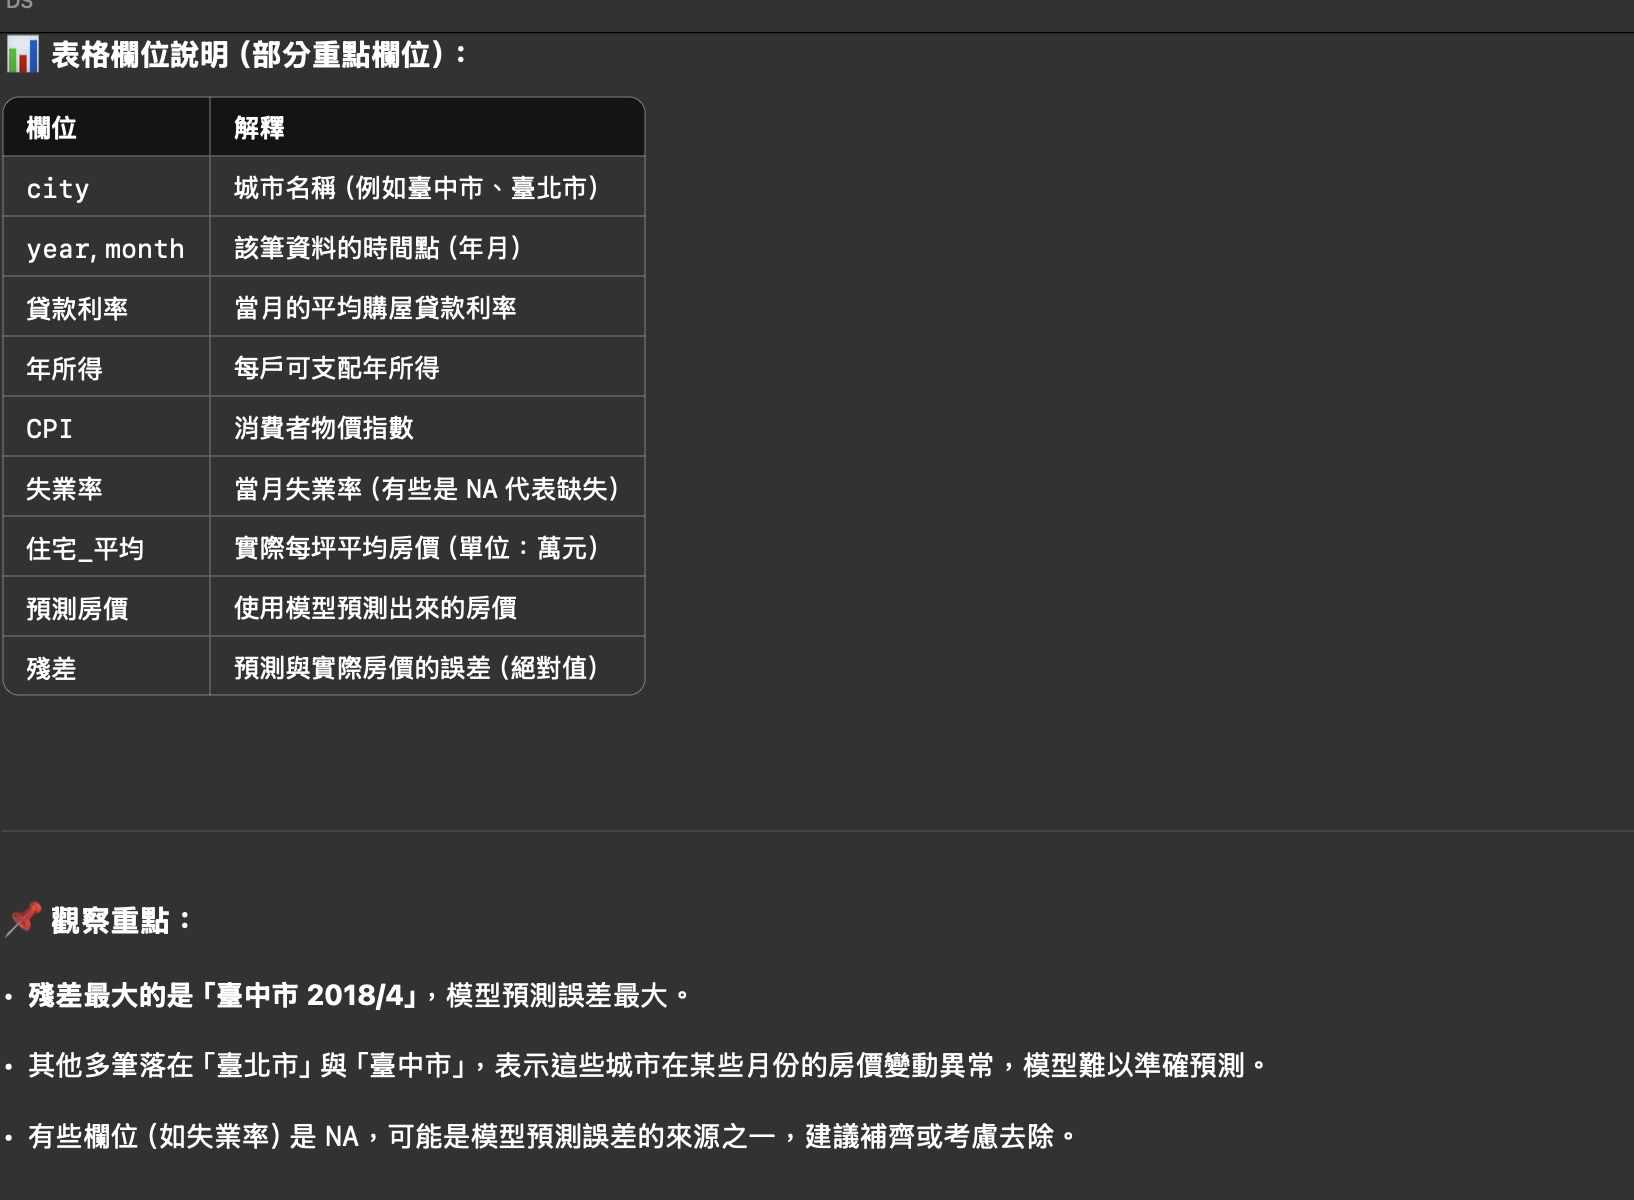 DS
表格欄位說明（部分重點欄位）：
欄位 解釋
city 城市名稱（例如臺中市、臺北市）
year, month 該筆資料的時間點（年月）
貸款利率 當月的平均購屋貸款利率
年所得 每戶可支配年所得
CPI 消費者物價指數
失業率 當月失業率（有些是 NA 代表缺失）
住宅_平均 實際每坪平均房價（單位：萬元）
預測房價 使用模型預測出來的房價
殘差 預測與實際房價的誤差（絕對值）
觀察重點：
• 殘差最大的是「臺中市 2018/4」，模型預測誤差最大。
• 其他多筆落在「臺北市」與「臺中市」，表示這些城市在某些月份的房價變動異常，模型難以準確預測。
• 有些欄位（如失業率）是 NA，可能是模型預測誤差的來源之一，建議補齊或考慮去除。